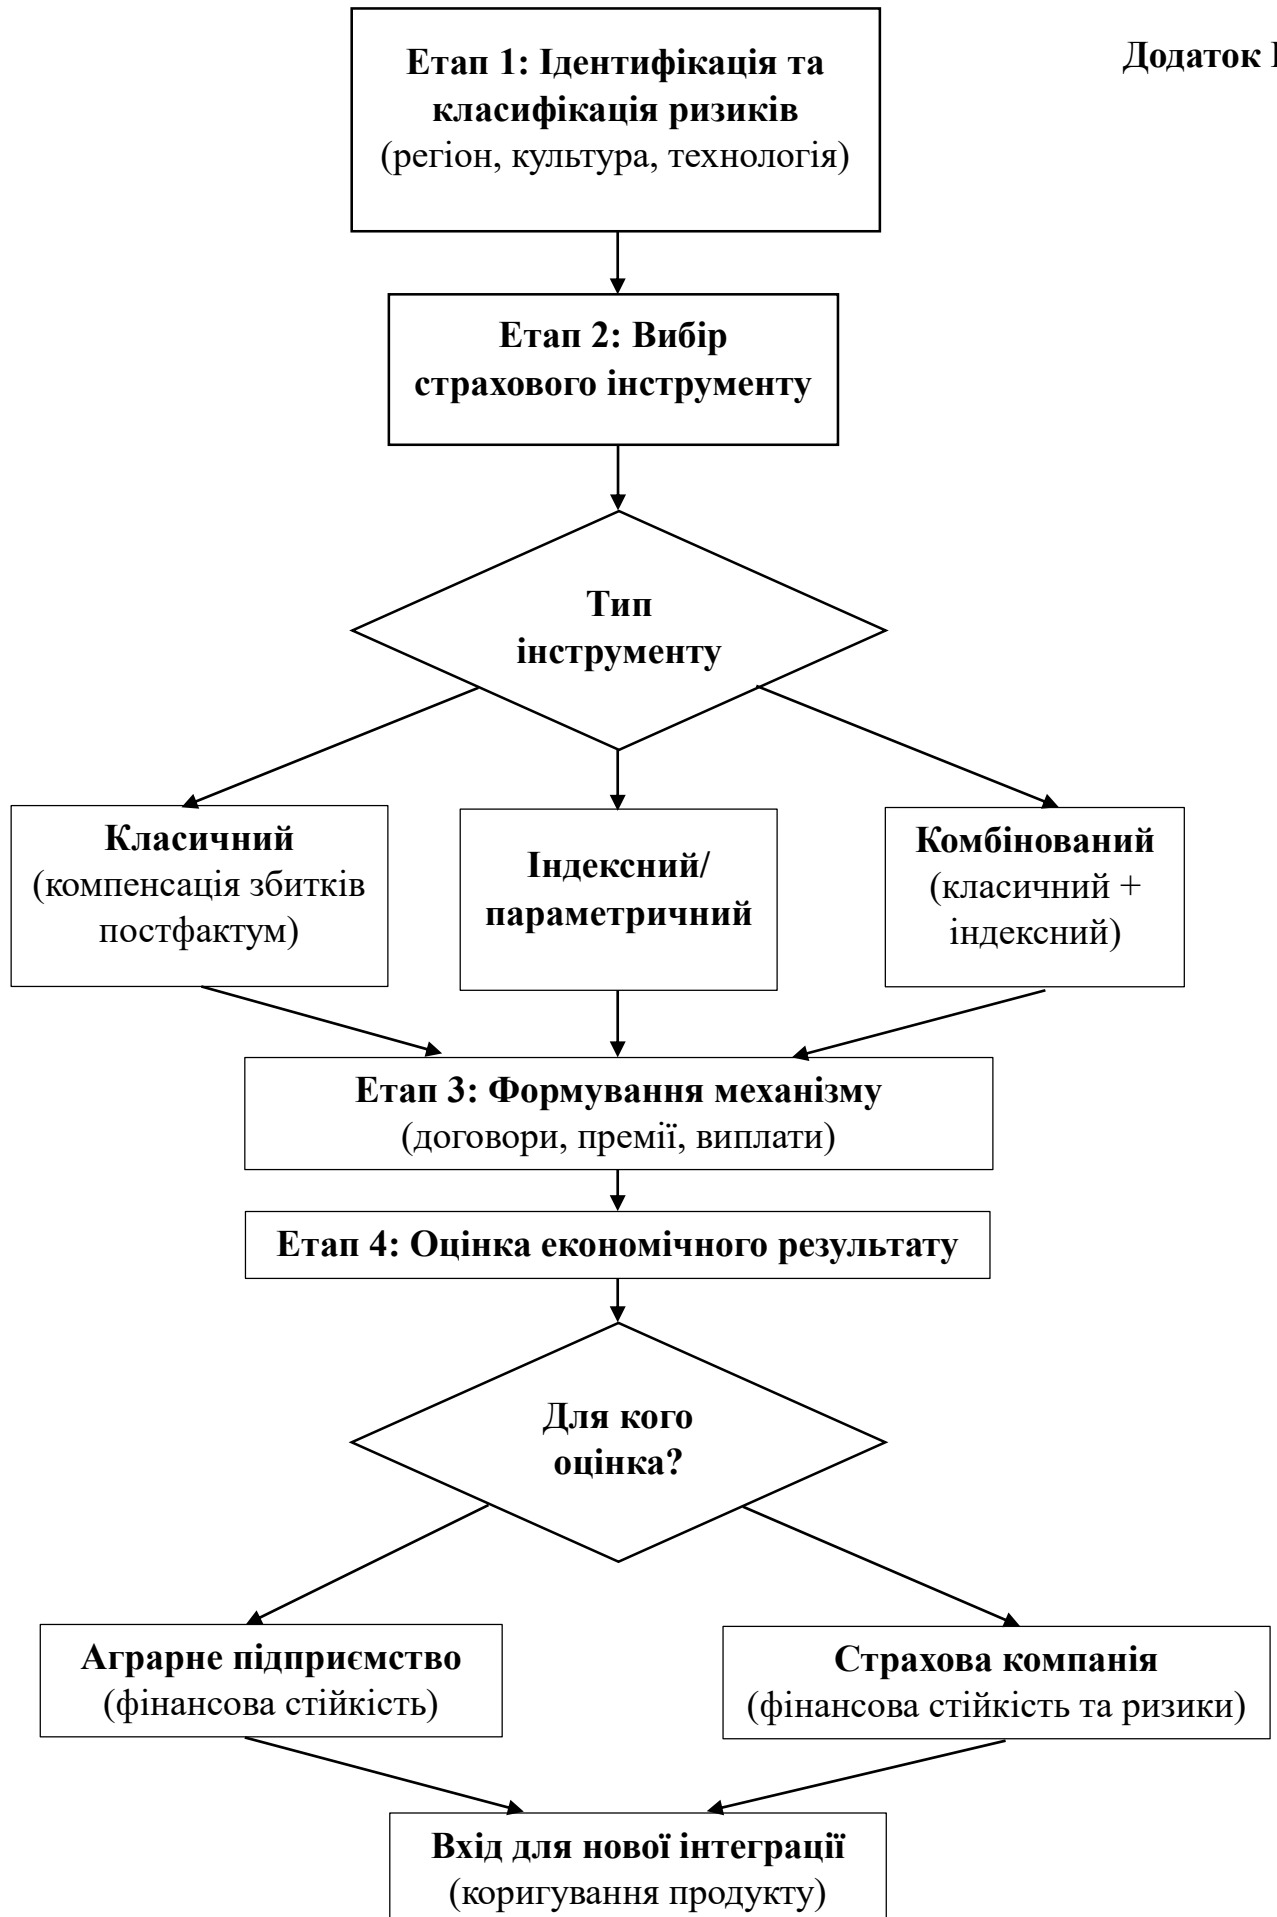 Додаток
Етап 1: Ідентифікація та
класифікація ризиків
(регіон, культура, технологія)
Етап 2: Вибір
страхового інструменту
Тип
інструменту
Класичний
(компенсація збитків
постфактум)
Індексний/
параметричний
Комбінований
(класичний +
індексний)
Етап 3: Формування механізму
(договори, премії, виплати)
Етап 4: Оцінка економічного результату
Для кого
оцінка?
Аграрне підприємство
(фінансова стійкість)
Страхова компанія
(фінансова стійкість та ризики)
Вхід для нової інтеграції
(коригування продукту)